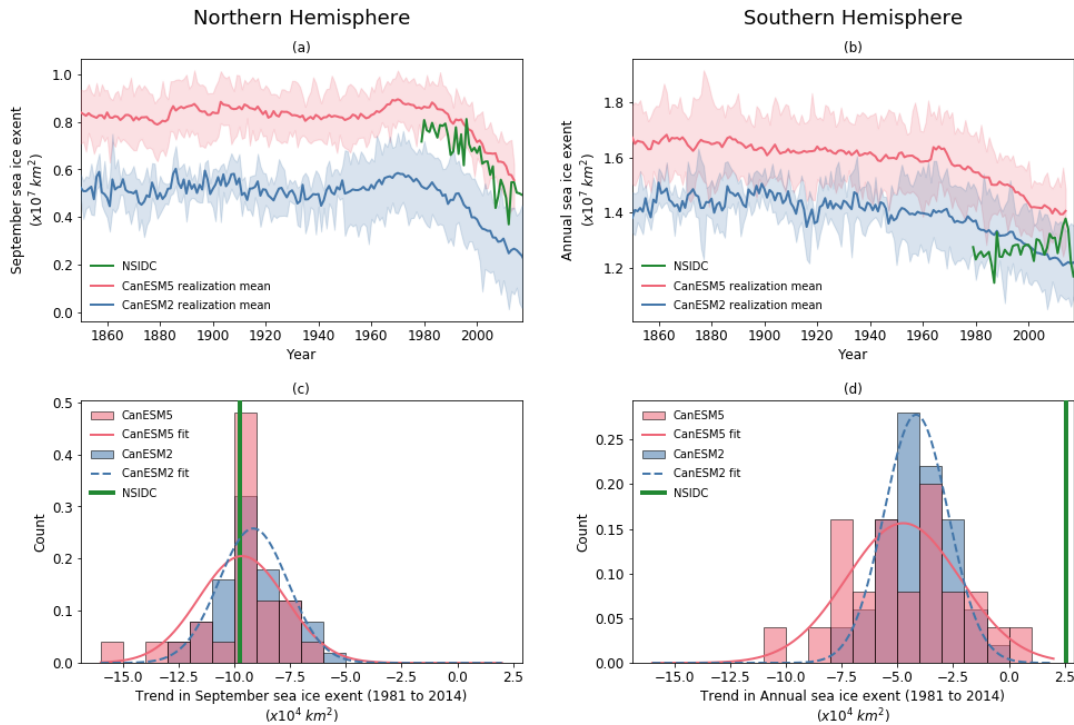 Northern Hemisphere
Southern Hemisphere
(a)
September sea ice exent
(x10⁷ km²)
1.0
0.8
0.6
0.4
0.2
0.0
NSIDC
CanESM5 realization mean
CanESM2 realization mean
1860 1880 1900 1920 1940 1960 1980 2000
Year
(b)
Annual sea ice exent
(x10⁷ km²)
1.8
1.6
1.4
1.2
NSIDC
CanESM5 realization mean
CanESM2 realization mean
1860 1880 1900 1920 1940 1960 1980 2000
Year
(c)
Count
0.5
0.4
0.3
0.2
0.1
0.0
CanESM5
CanESM5 fit
CanESM2
CanESM2 fit
NSIDC
−15.0 −12.5 −10.0 −7.5 −5.0 −2.5 0.0 2.5
Trend in September sea ice exent (1981 to 2014)
(x10⁴ km²)
(d)
Count
0.25
0.20
0.15
0.10
0.05
0.00
CanESM5
CanESM5 fit
CanESM2
CanESM2 fit
NSIDC
−15.0 −12.5 −10.0 −7.5 −5.0 −2.5 0.0 2.5
Trend in Annual sea ice exent (1981 to 2014)
(x10⁴ km²)